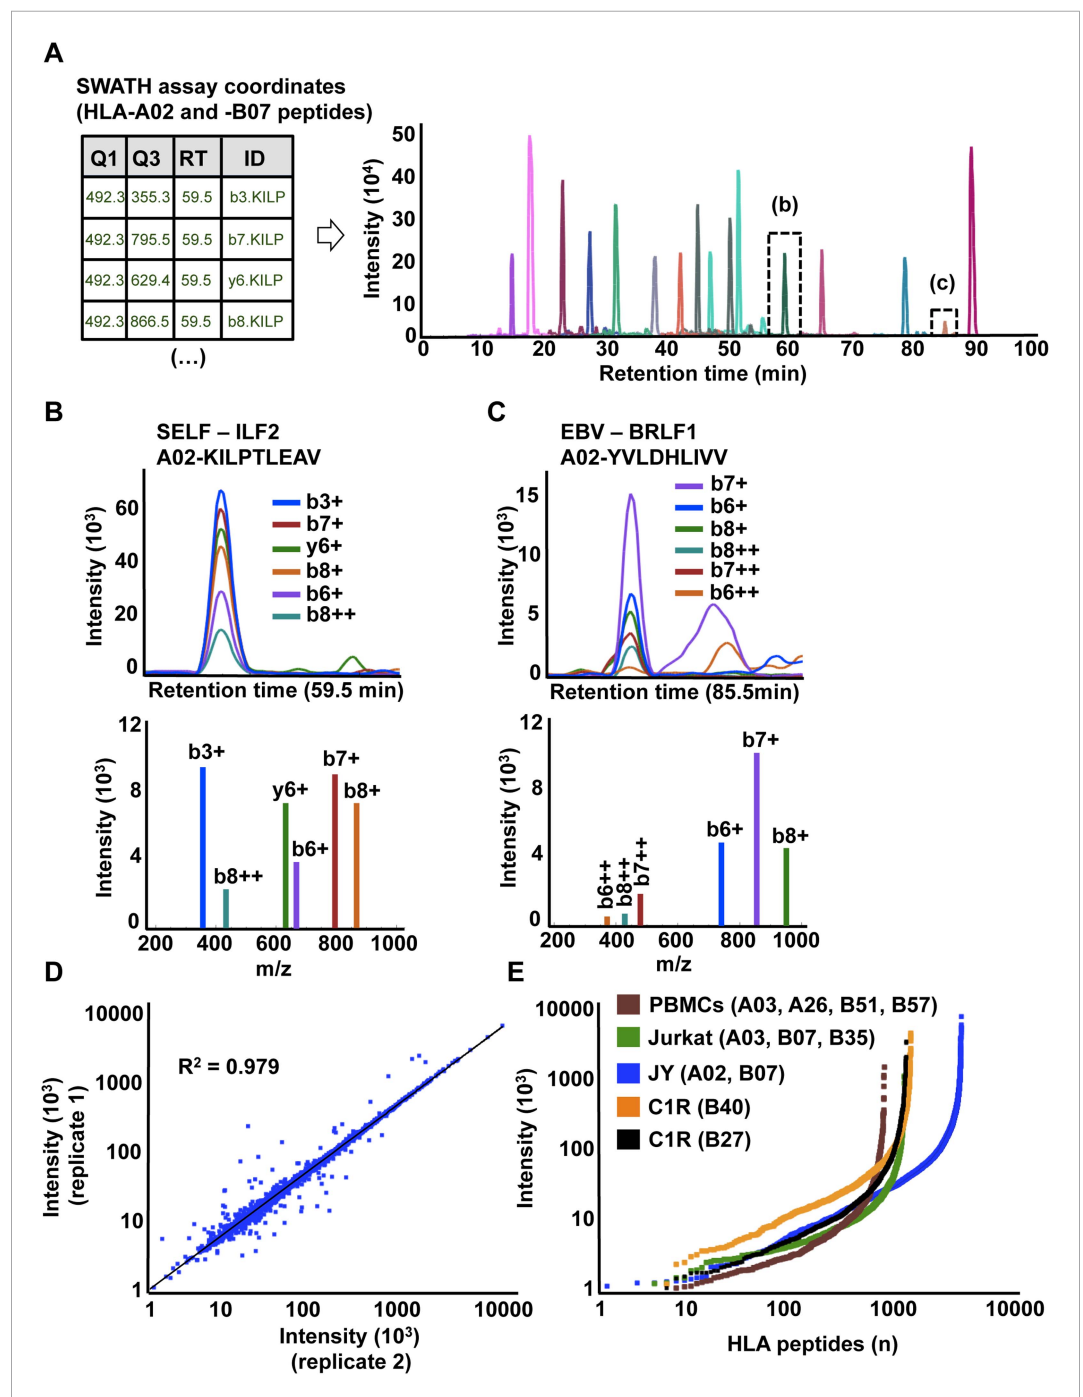 A
SWATH assay coordinates
(HLA-A02 and -B07 peptides)
Q1 Q3 RT ID
492.3 355.3 59.5 b3.KILP
492.3 795.5 59.5 b7.KILP
492.3 629.4 59.5 y6.KILP
492.3 866.5 59.5 b8.KILP
(...)
Intensity (10⁴)
50
40
30
20
10
0
(b)
(c)
0 10 20 30 40 50 60 70 80 90 100
Retention time (min)
B
SELF – ILF2
A02-KILPTLEAV
Intensity (10³)
60
40
20
0
b3+
b7+
y6+
b8+
b6+
b8++
Retention time (59.5 min)
Intensity (10³)
12
8
4
0
b3+
b8++
y6+
b6+
b7+
b8+
200 400 600 800 1000
m/z
C
EBV – BRLF1
A02-YVLDHLIVV
Intensity (10³)
15
10
5
0
b7+
b6+
b8+
b8++
b7++
b6++
Retention time (85.5min)
Intensity (10³)
12
8
4
0
b6++
b8++
b7++
b6+
b7+
b8+
200 400 600 800 1000
m/z
D
Intensity (10³)
(replicate 1)
10000
1000
100
10
1
R² = 0.979
1 10 100 1000 10000
Intensity (10³)
(replicate 2)
E
Intensity (10³)
10000
1000
100
10
1
PBMCs (A03, A26, B51, B57)
Jurkat (A03, B07, B35)
JY (A02, B07)
C1R (B40)
C1R (B27)
1 10 100 1000 10000
HLA peptides (n)